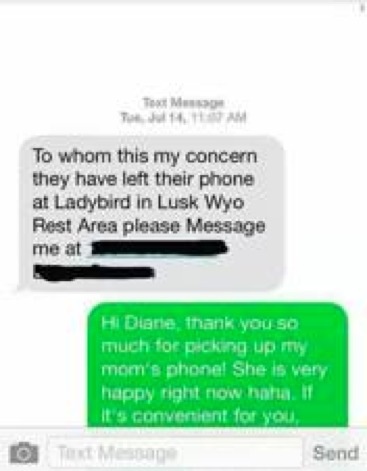 Text Message
Tue, Jul 14, 11:07 AM
To whom this my concern
they have left their phone
at Ladybird in Lusk Wyo
Rest Area please Message
me at
Hi Diane, thank you so
much for picking up my
mom's phone! She is very
happy right now haha. If
it's convenient for you,
Text Message
Send